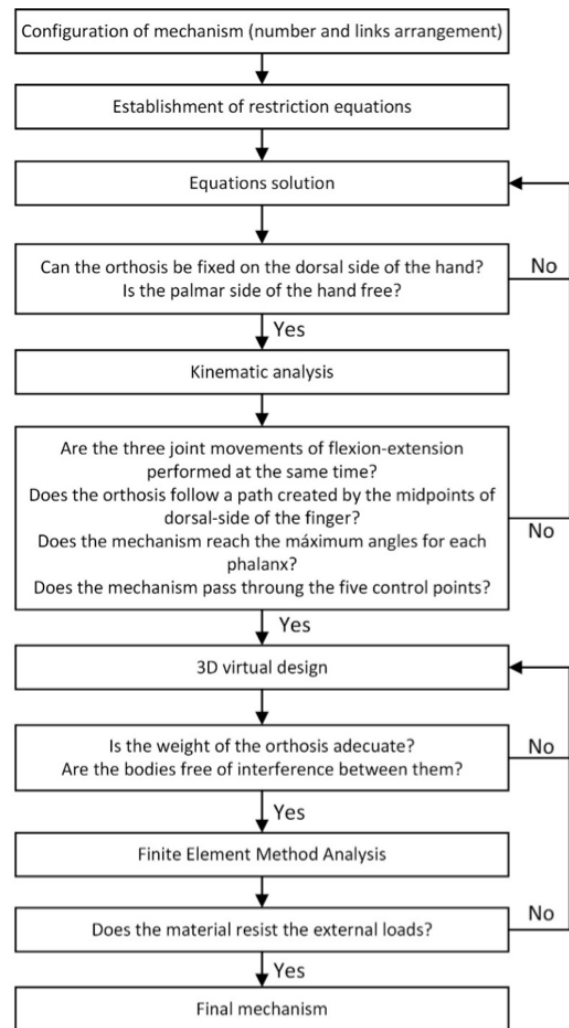 Configuration of mechanism (number and links arrangement)
Establishment of restriction equations
Equations solution
Can the orthosis be fixed on the dorsal side of the hand?
Is the palmar side of the hand free?
No
Yes
Kinematic analysis
Are the three joint movements of flexion-extension
performed at the same time?
Does the orthosis follow a path created by the midpoints of
dorsal-side of the finger?
Does the mechanism reach the máximum angles for each
phalanx?
Does the mechanism pass throung the five control points?
No
Yes
3D virtual design
Is the weight of the orthosis adequate?
Are the bodies free of interference between them?
No
Yes
Finite Element Method Analysis
Does the material resist the external loads?
No
Yes
Final mechanism